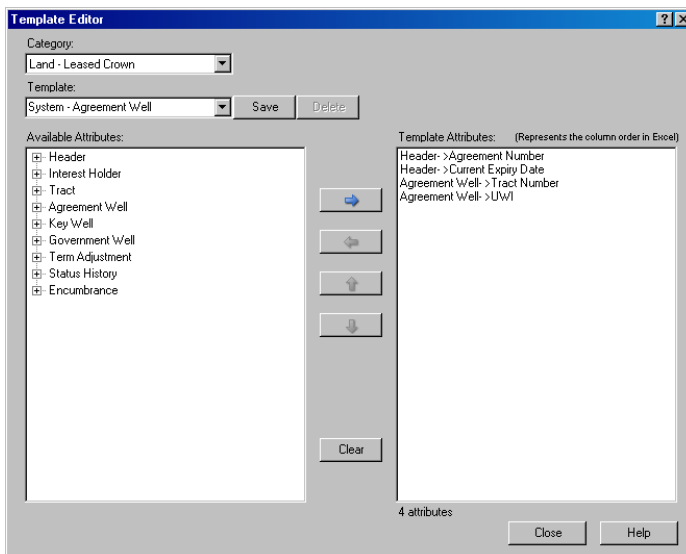 Template Editor
Category:
Land - Leased Crown
Template:
System - Agreement Well
Save
Delete
Available Attributes:
Header
Interest Holder
Tract
Agreement Well
Key Well
Government Well
Term Adjustment
Status History
Encumbrance
Clear
Template Attributes: (Represents the column order in Excel)
Header->Agreement Number
Header->Current Expiry Date
Agreement Well->Tract Number
Agreement Well->UWI
4 attributes
Close
Help